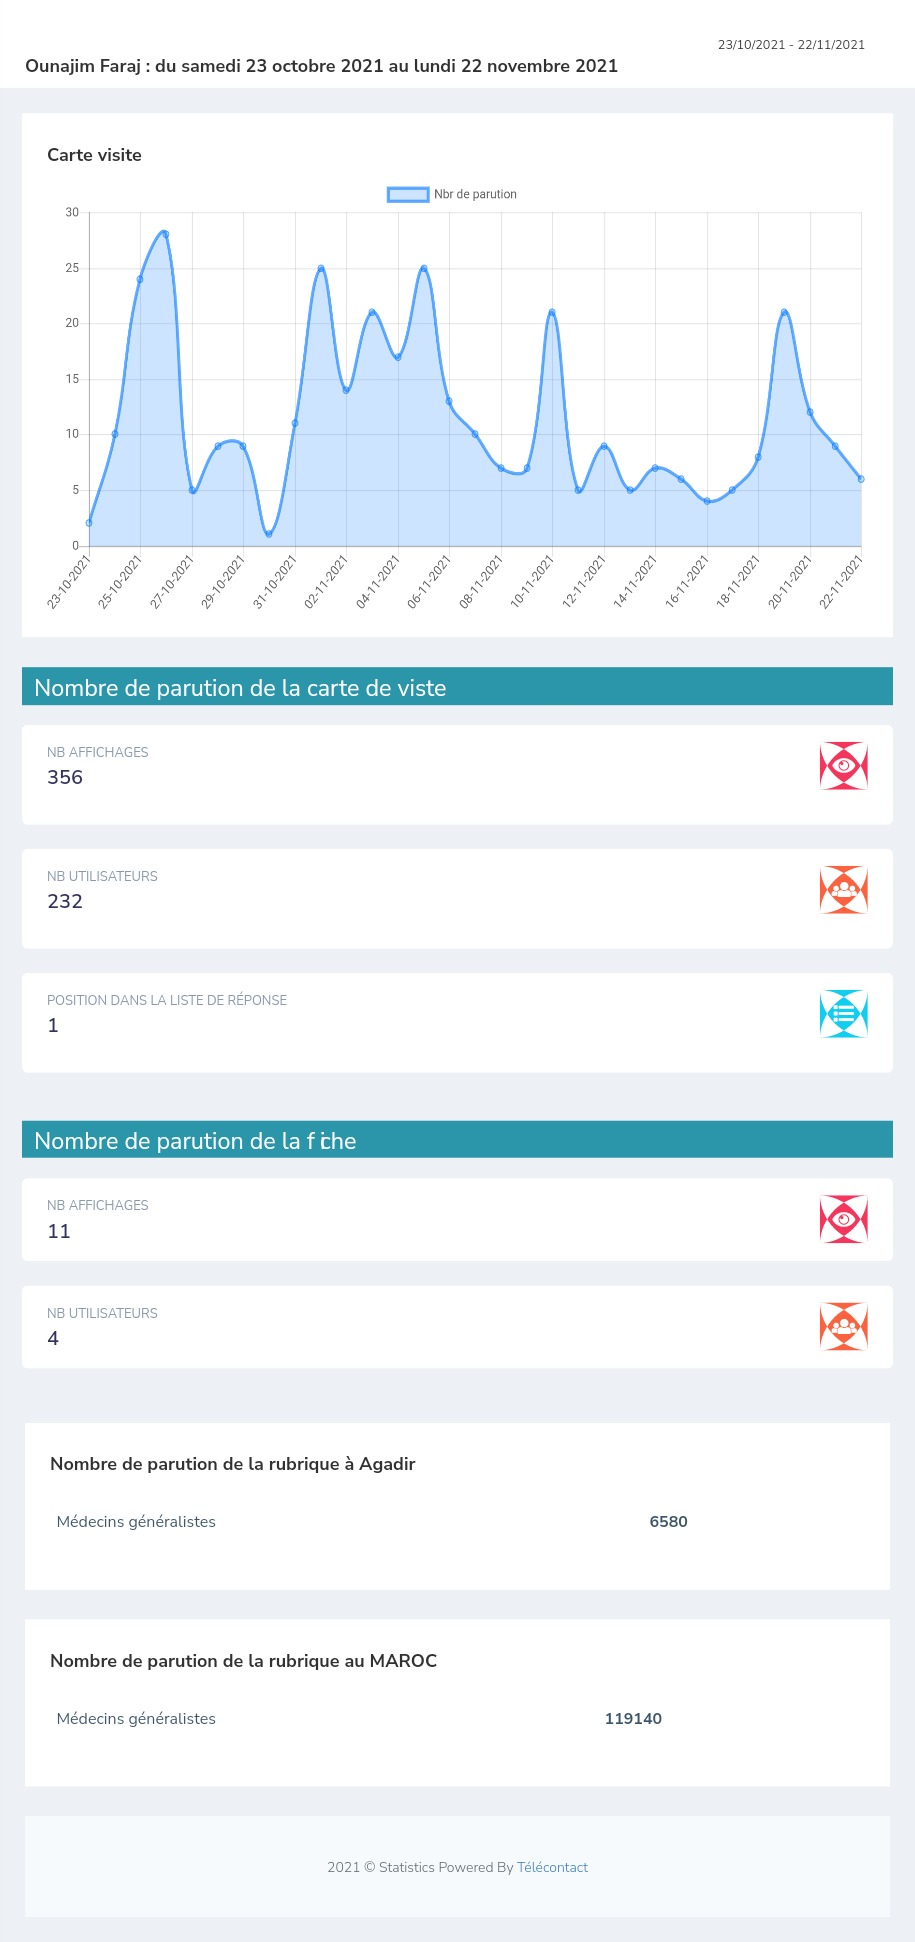 23/10/2021 - 22/11/2021
Ounajim Faraj : du samedi 23 octobre 2021 au lundi 22 novembre 2021
Carte visite
Nbr de parution
30
25
20
15
10
5
0
23-10-2021 25-10-2021 27-10-2021 29-10-2021 31-10-2021 02-11-2021 04-11-2021 06-11-2021 08-11-2021 10-11-2021 12-11-2021 14-11-2021 16-11-2021 18-11-2021 20-11-2021 22-11-2021
Nombre de parution de la carte de viste
NB AFFICHAGES
356
NB UTILISATEURS
232
POSITION DANS LA LISTE DE RÉPONSE
1
Nombre de parution de la fiche
NB AFFICHAGES
11
NB UTILISATEURS
4
Nombre de parution de la rubrique à Agadir
Médecins généralistes 6580
Nombre de parution de la rubrique au MAROC
Médecins généralistes 119140
2021 © Statistics Powered By Télécontact